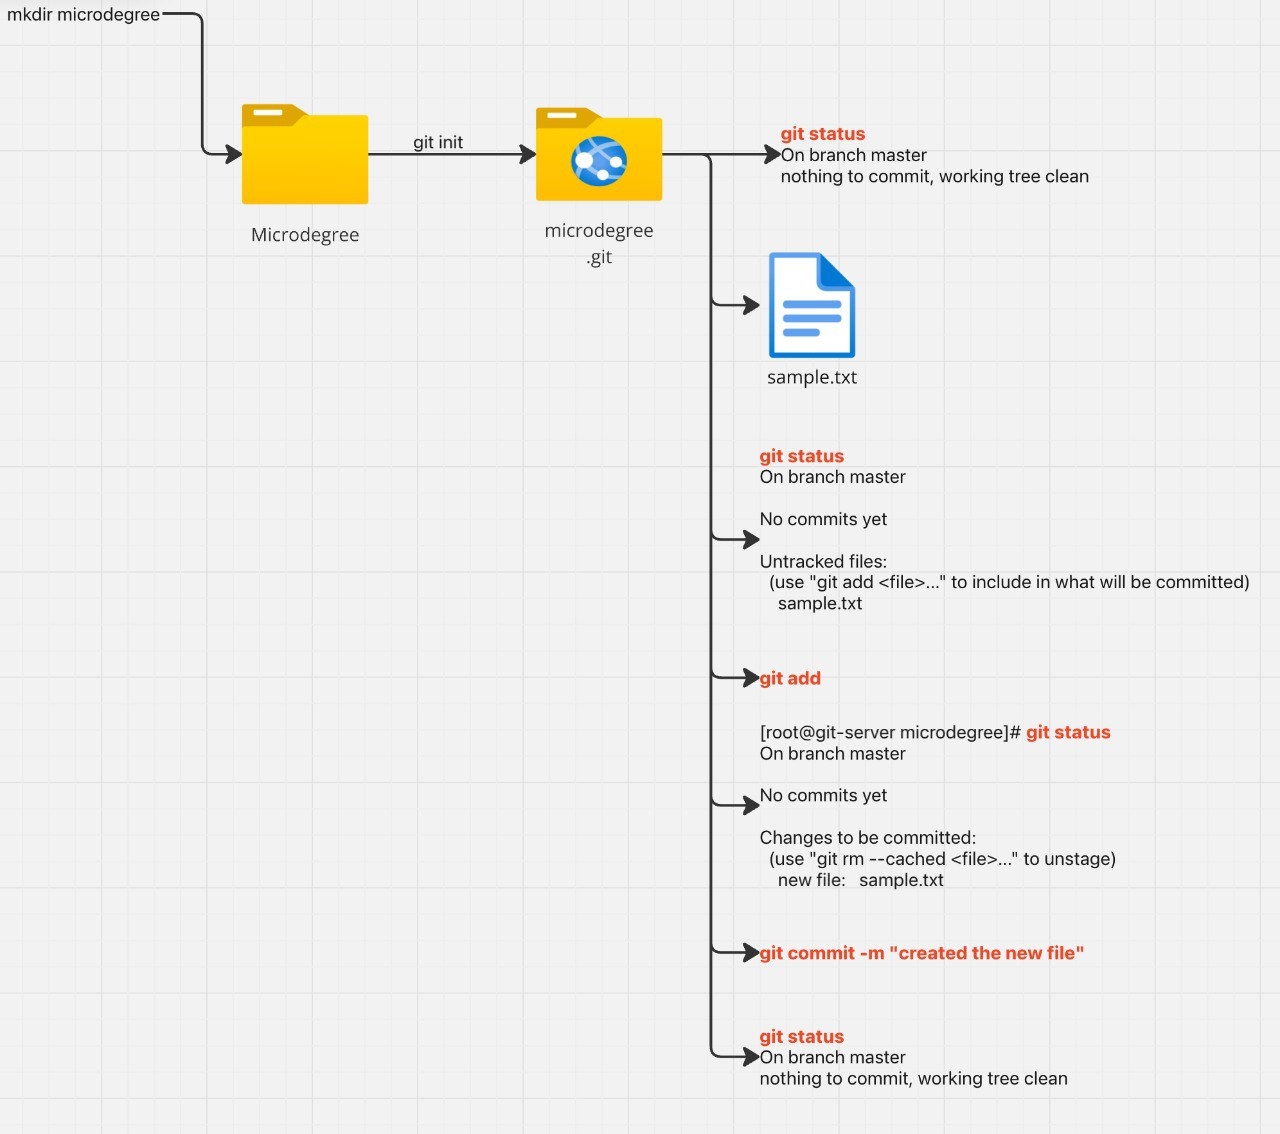 mkdir microdegree
git init
Microdegree
microdegree
.git
git status
On branch master
nothing to commit, working tree clean
sample.txt
git status
On branch master
No commits yet
Untracked files:
(use "git add <file>..." to include in what will be committed)
sample.txt
git add
[root@git-server microdegree]# git status
On branch master
No commits yet
Changes to be committed:
(use "git rm --cached <file>..." to unstage)
new file:   sample.txt
git commit -m "created the new file"
git status
On branch master
nothing to commit, working tree clean